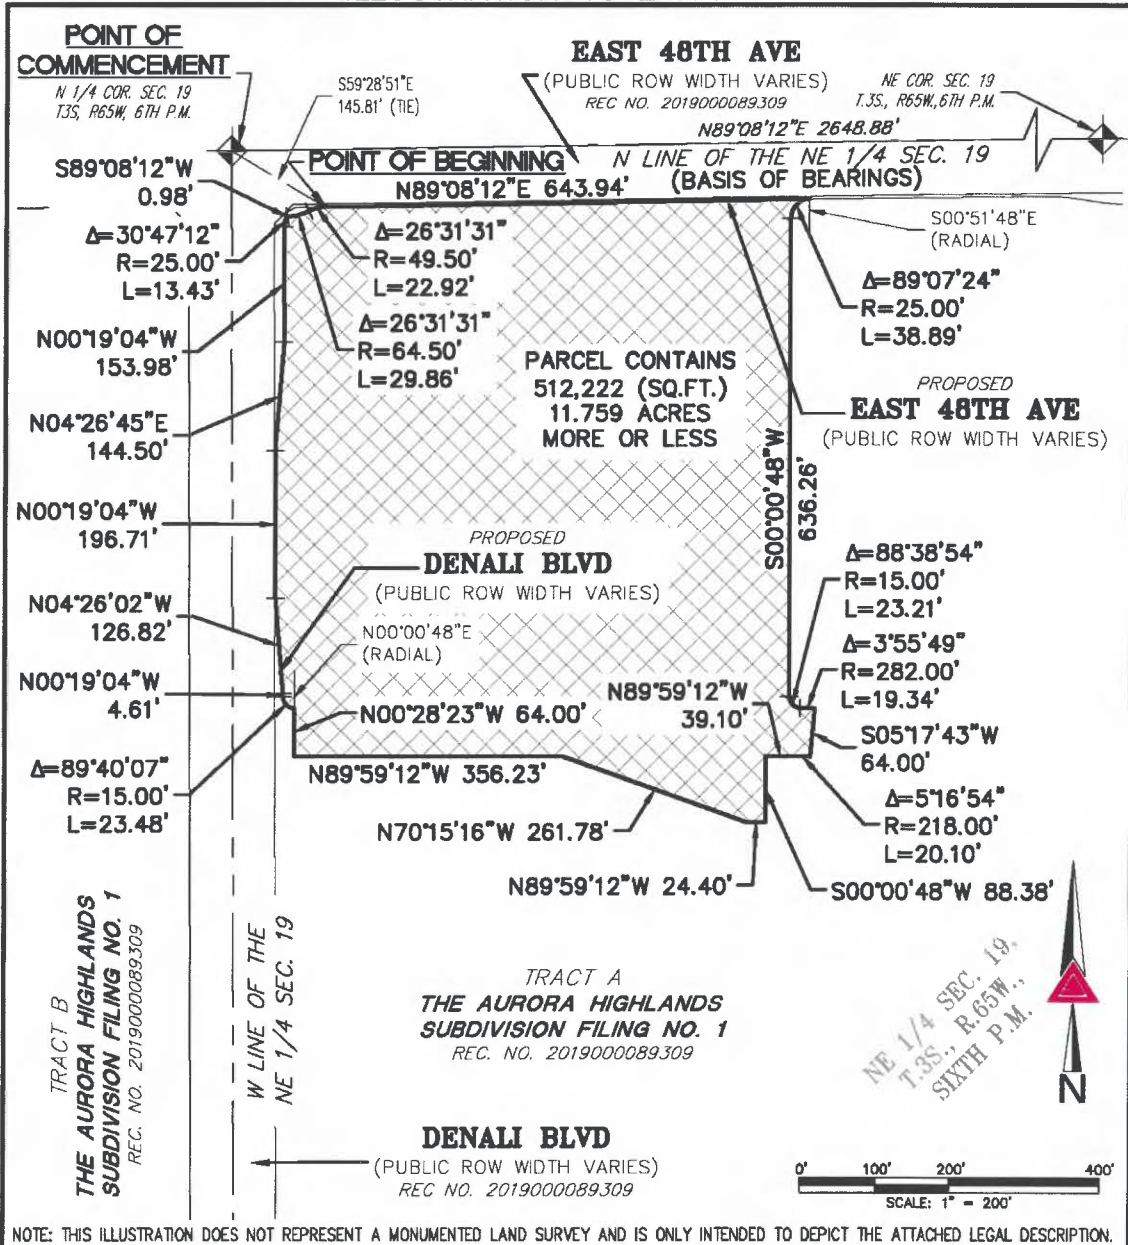 POINT OF
COMMENCEMENT
N 1/4 COR. SEC. 19
T3S, R65W, 6TH P.M.
S59°28'51"E
145.81' (TIE)
EAST 48TH AVE
(PUBLIC ROW WIDTH VARIES)
REC NO. 2019000089309
NE COR. SEC. 19
T.3S., R65W.,6TH P.M.
N89°08'12"E 2648.88'
N LINE OF THE NE 1/4 SEC. 19
(BASIS OF BEARINGS)
POINT OF BEGINNING
N89°08'12"E 643.94'
S89°08'12"W
0.98'
Δ=30°47'12"
R=25.00'
L=13.43'
Δ=26°31'31"
R=49.50'
L=22.92'
Δ=26°31'31"
R=64.50'
L=29.86'
S00°51'48"E
(RADIAL)
Δ=89°07'24"
R=25.00'
L=38.89'
N00°19'04"W
153.98'
PARCEL CONTAINS
512,222 (SQ.FT.)
11.759 ACRES
MORE OR LESS
PROPOSED
EAST 48TH AVE
(PUBLIC ROW WIDTH VARIES)
N04°26'45"E
144.50'
S00°00'48"W
636.26'
N00°19'04"W
196.71'
PROPOSED
DENALI BLVD
(PUBLIC ROW WIDTH VARIES)
Δ=88°38'54"
R=15.00'
L=23.21'
N04°26'02"W
126.82'
N00°00'48"E
(RADIAL)
Δ=3°55'49"
R=282.00'
L=19.34'
N00°19'04"W
4.61'
N89°59'12"W
39.10'
N00°28'23"W 64.00'
S05°17'43"W
64.00'
Δ=89°40'07"
R=15.00'
L=23.48'
N89°59'12"W 356.23'
Δ=5°16'54"
R=218.00'
L=20.10'
N70°15'16"W 261.78'
N89°59'12"W 24.40'
S00°00'48"W 88.38'
TRACT B
THE AURORA HIGHLANDS
SUBDIVISION FILING NO. 1
REC. NO. 2019000089309
W LINE OF THE
NE 1/4 SEC. 19
TRACT A
THE AURORA HIGHLANDS
SUBDIVISION FILING NO. 1
REC. NO. 2019000089309
NE 1/4 SEC. 19,
T.3S., R.65W.,
SIXTH P.M.
N
DENALI BLVD
(PUBLIC ROW WIDTH VARIES)
REC NO. 2019000089309
0' 100' 200' 400'
SCALE: 1" = 200'
NOTE: THIS ILLUSTRATION DOES NOT REPRESENT A MONUMENTED LAND SURVEY AND IS ONLY INTENDED TO DEPICT THE ATTACHED LEGAL DESCRIPTION.